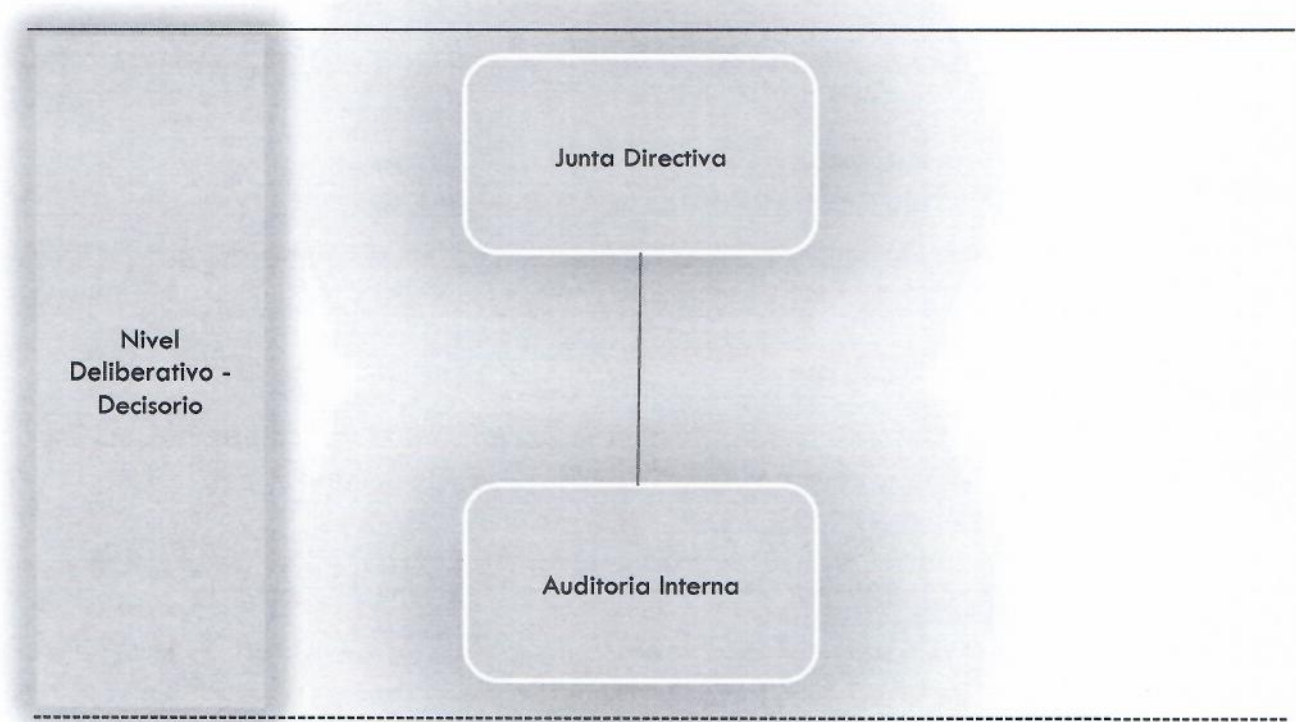 Junta Directiva
Nivel
Deliberativo -
Decisorio
Auditoria Interna